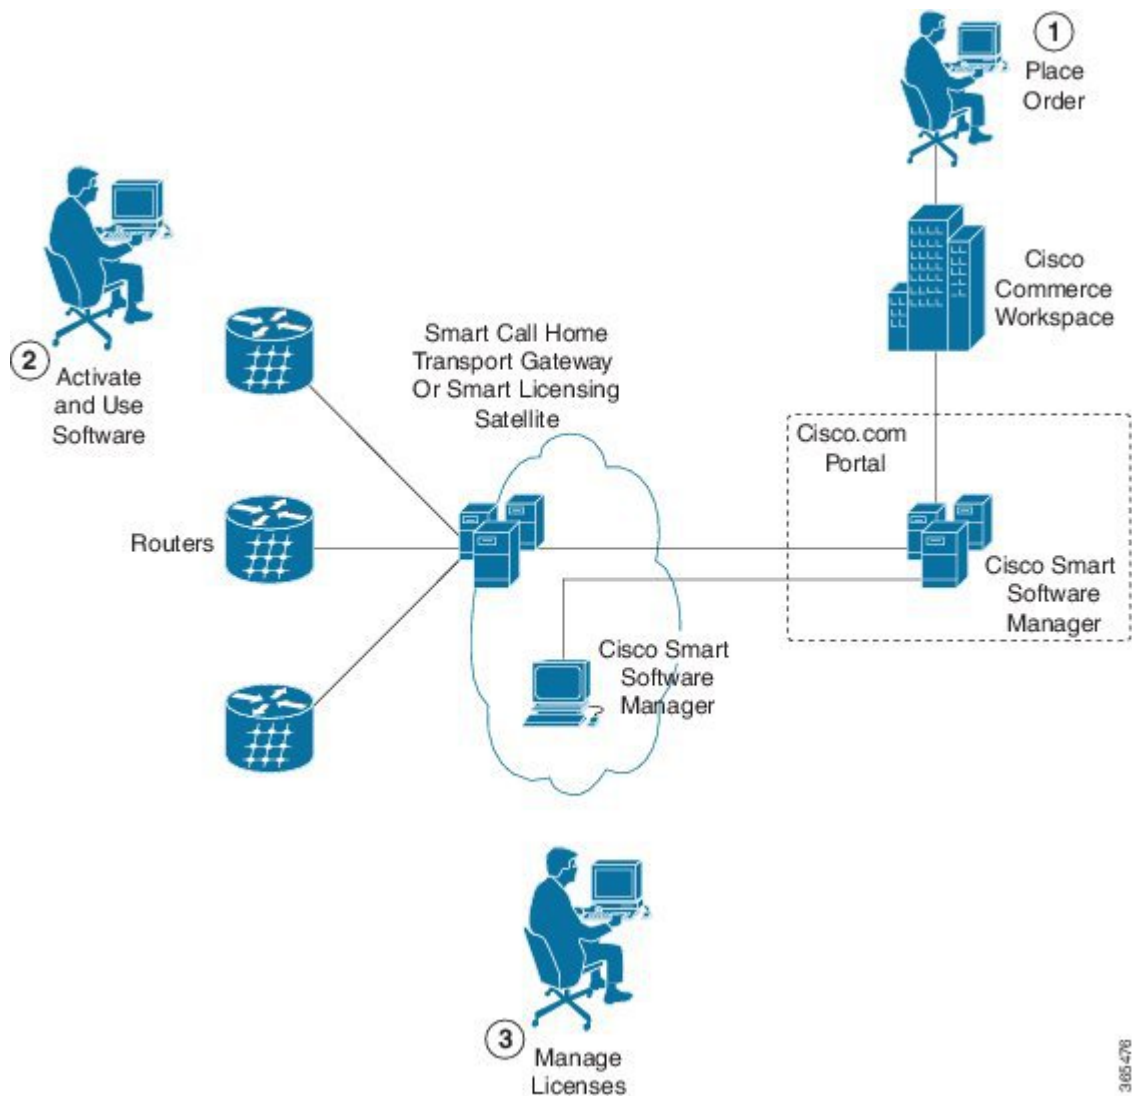 1
Place
Order
Cisco
Commerce
Workspace
2
Activate
and Use
Software
Smart Call Home
Transport Gateway
Or Smart Licensing
Satellite
Cisco.com
Portal
Routers
Cisco Smart
Software
Manager
Cisco Smart
Software
Manager
3
Manage
Licenses
365476